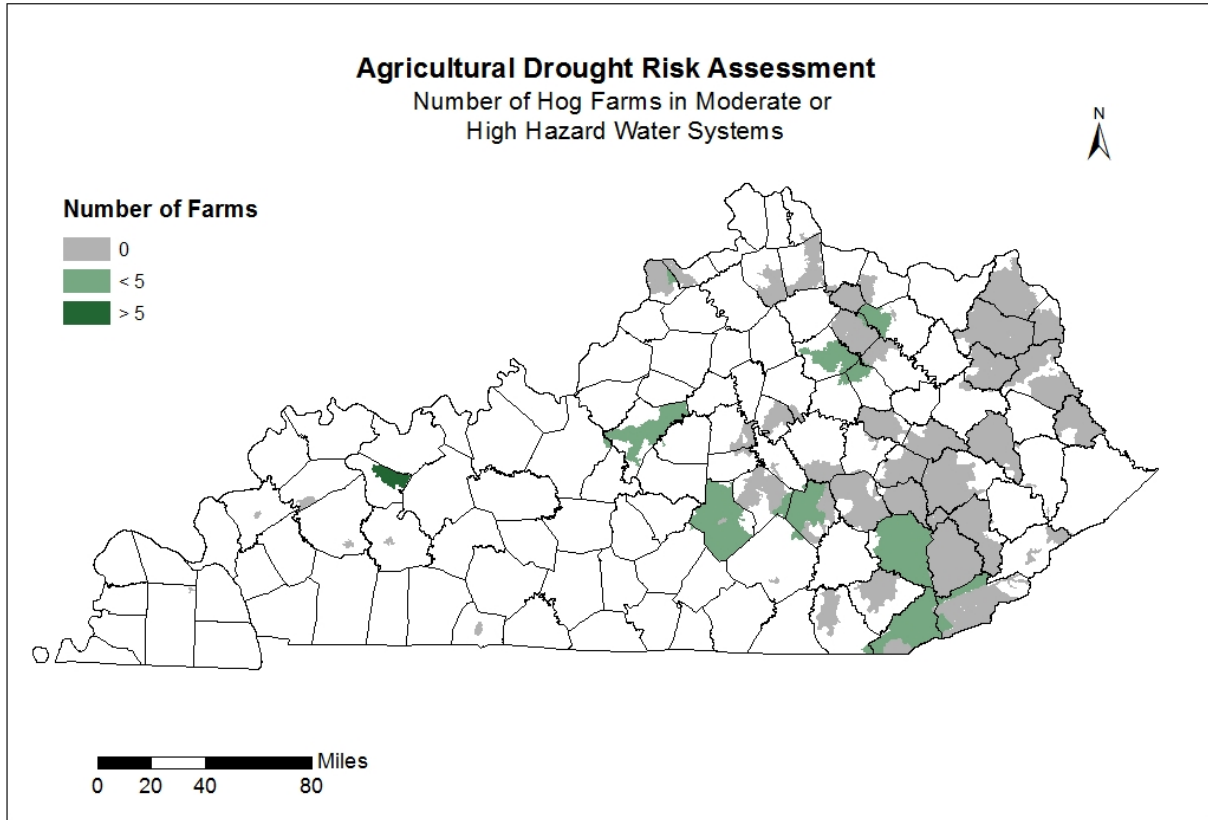 Agricultural Drought Risk Assessment
Number of Hog Farms in Moderate or
High Hazard Water Systems
N
Number of Farms
0
< 5
> 5
Miles
0 20 40 80